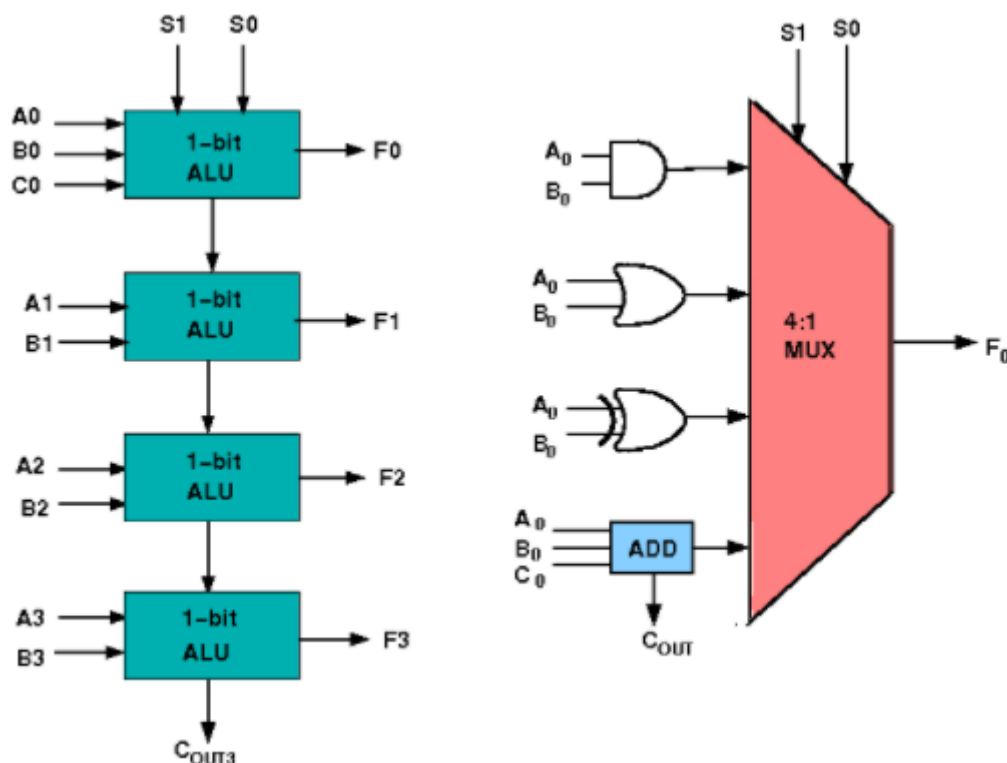 S1 S0
A0
B0
C0
1-bit
ALU
F0
A1
B1
1-bit
ALU
F1
A2
B2
1-bit
ALU
F2
A3
B3
1-bit
ALU
F3
COUT3
S1 S0
A0
B0
A0
B0
A0
B0
A0
B0
C0
ADD
COUT
4:1
MUX
F0